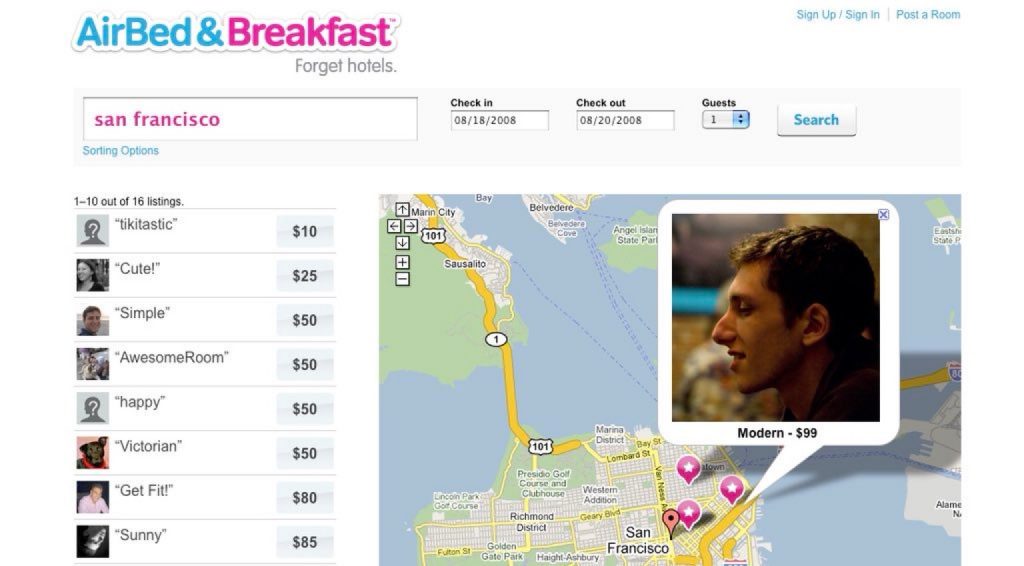 AirBed & Breakfast™
Forget hotels.
Sign Up / Sign In | Post a Room
san francisco
Sorting Options
Check in
08/18/2008
Check out
08/20/2008
Guests
1
Search
1–10 out of 16 listings.
“tikitastic” $10
“Cute!” $25
“Simple” $50
“AwesomeRoom” $50
“happy” $50
“Victorian” $50
“Get Fit!” $80
“Sunny” $85
Modern - $99
Bay
Marin City
101
Belvedere
Belvedere
Cove
Angel Islan
State Park
Eastsh
State P
Sausalito
1
80
101
Marina
District
Bay St
Lombard St
Van Ness
Presidio Golf
Course and
Clubhouse
Lincoln Park
Golf Course
Western
Addition
Richmond
District
Geary Blvd
San
Francisco
Fulton St
Golden
Gate Park
Haight-Ashbury
Alame
Na